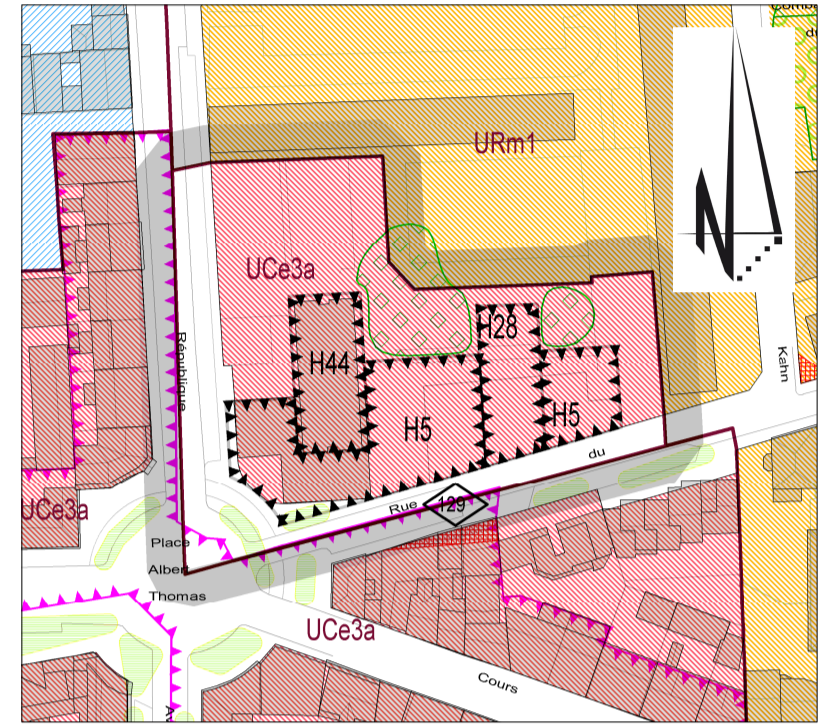 URm1
UCe3a
République
H44
H28
H5
H5
Kahn
du
UCe3a
Rue
129
Place
Albert
Thomas
UCe3a
Cours